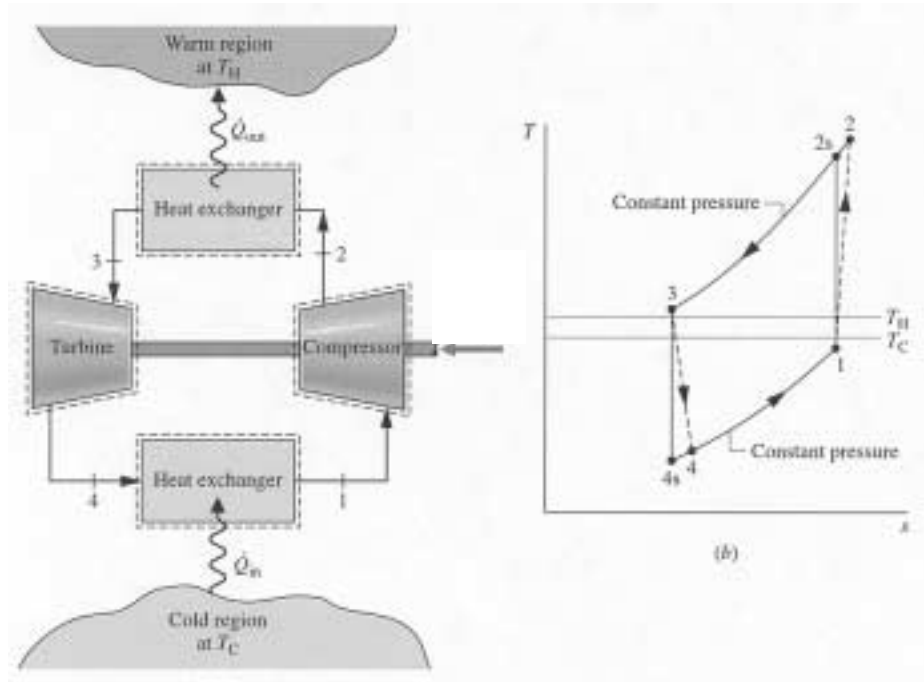 Warm region
at T_H
Q̇_out
Heat exchanger
3
2
Turbine
Compressor
Heat exchanger
4
1
Q̇_in
Cold region
at T_C
T
2
2s
Constant pressure
3
T_H
T_C
1
4
4s
Constant pressure
s
(b)